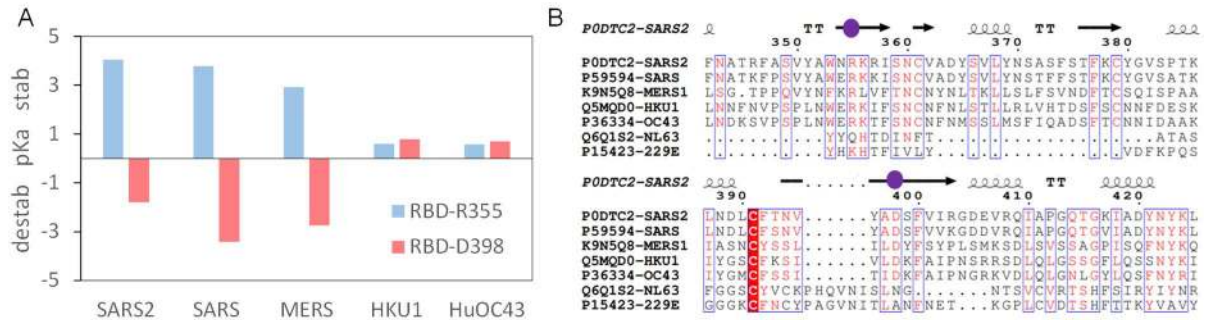 A
destab pKa stab
5
3
1
-1
-3
-5
RBD-R355
RBD-D398
SARS2 SARS MERS HKU1 HuOC43
B
P0DTC2-SARS2 TT TT
350 360 370 380
P0DTC2-SARS2 FNATRFASVYAWNRKRISNCVADYSVLYNSASFSTFKCYGVSPTK
P59594-SARS FNATKFPSVYAWERKKISNCVADYSVLYNSTFFSTFKCYGVSATK
K9N5Q8-MERS1 LSG.TPPQVYNFKRLVFTNCNYNLTKLLSLFSVNDFTCSQISPAA
Q5MQD0-HKU1 LNNFNVPSPLNWERKIFSNCNFNLSTLLRLVHTDSFSCNNFDESK
P36334-OC43 LNDKSVPSPLNWERKTFSNCNFNMSSLMSFIQADSFTCNNIDAAK
Q6Q1S2-NL63 ...........YYQHTDINFT....................ATAS
P15423-229E ...........YHKHTFIVLY.................VDFKPQS
P0DTC2-SARS2 ...... TT
390 400 410 420
P0DTC2-SARS2 LNDLCFTNV......YADSFVIRGDEVRQIAPGQTGKIADYNYKL
P59594-SARS LNDLCFSNV......YADSFVVKGDDVRQIAPGQTGVIADYNYKL
K9N5Q8-MERS1 IASNCYSSL......ILDYFSYPLSMKSDLSVSSAGPISQFNYKQ
Q5MQD0-HKU1 IYGSCFKSI......VLDKFAIPNSRRSDLQLGSSGFLQSSNYKI
P36334-OC43 IYGMCFSSI......TIDKFAIPNGRKVDLQLGNLGYLQSFNYRI
Q6Q1S2-NL63 FGGSCYVCKPHQVNISLNG.......NTSVCVRTSHFSIRYIYNR
P15423-229E GGGKCFNCYPAGVNITLANFNET...KGPLCVDTSHFTTKYVAVY